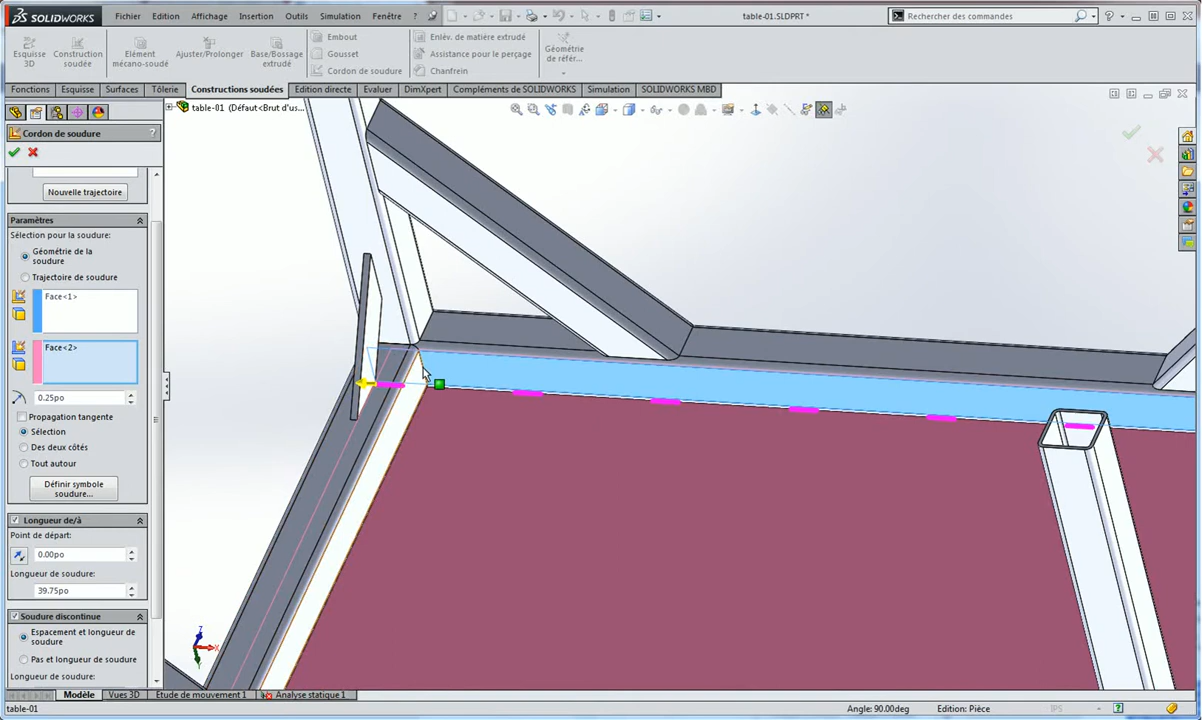 SOLIDWORKS Fichier Edition Affichage Insertion Outils Simulation Fenêtre ? table-01.SLDPRT * Rechercher des commandes ?
Esquisse 3D
Construction soudée
Elément mécano-soudé
Ajuster/Prolonger
Base/Bossage extrudé
Embout
Gousset
Cordon de soudure
Enlèv. de matière extrudé
Assistance pour le perçage
Chanfrein
Géométrie de référ...
Fonctions Esquisse Surfaces Tôlerie Constructions soudées Edition directe Evaluer DimXpert Compléments de SOLIDWORKS Simulation SOLIDWORKS MBD
table-01 (Défaut<Brut d'us...
Cordon de soudure ?
Nouvelle trajectoire
Paramètres
Sélection pour la soudure:
Géométrie de la
soudure
Trajectoire de soudure
Face<1>
Face<2>
0.25po
Propagation tangente
Sélection
Des deux côtés
Tout autour
Définir symbole
soudure...
Longueur de/à
Point de départ:
0.00po
Longueur de soudure:
39.75po
Soudure discontinue
Espacement et longueur de
soudure
Pas et longueur de soudure
Longueur de soudure:
Z
X
Modèle Vues 3D Etude de mouvement 1 Analyse statique 1
table-01 Angle: 90.00deg Edition: Pièce IPS